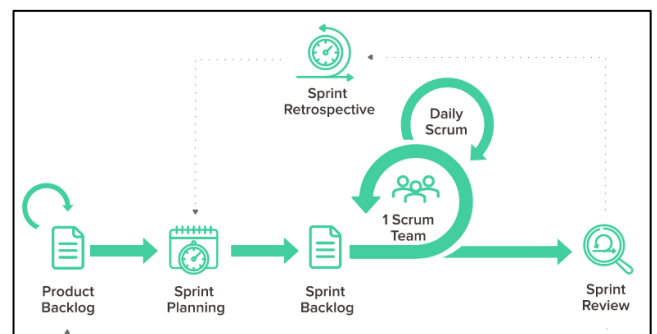 Sprint
Retrospective
Daily
Scrum
1 Scrum
Team
Product
Backlog
Sprint
Planning
Sprint
Backlog
Sprint
Review